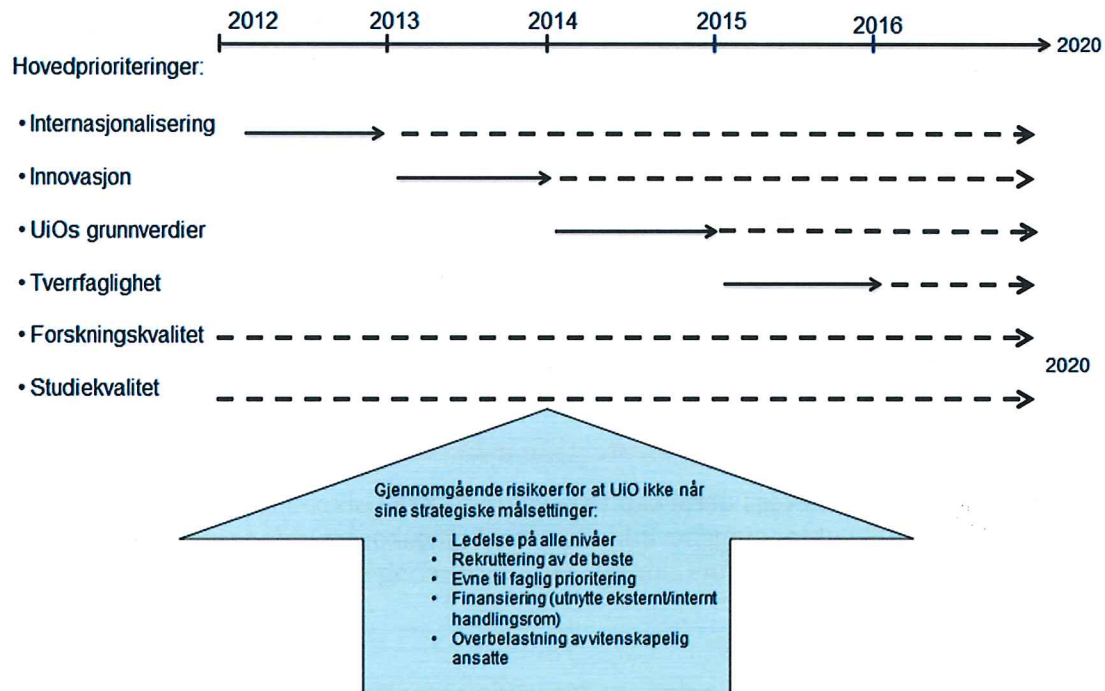 2012 2013 2014 2015 2016
2020
Hovedprioriteringer:
• Internasjonalisering
• Innovasjon
• UiOs grunnverdier
• Tverrfaglighet
• Forskningskvalitet
2020
• Studiekvalitet
Gjennomgående risikoer for at UiO ikke når
sine strategiske målsettinger:
• Ledelse på alle nivåer
• Rekruttering av de beste
• Evne til faglig prioritering
• Finansiering (utnytte eksternt/internt
handlingsrom)
• Overbelastning av vitenskapelig
ansatte